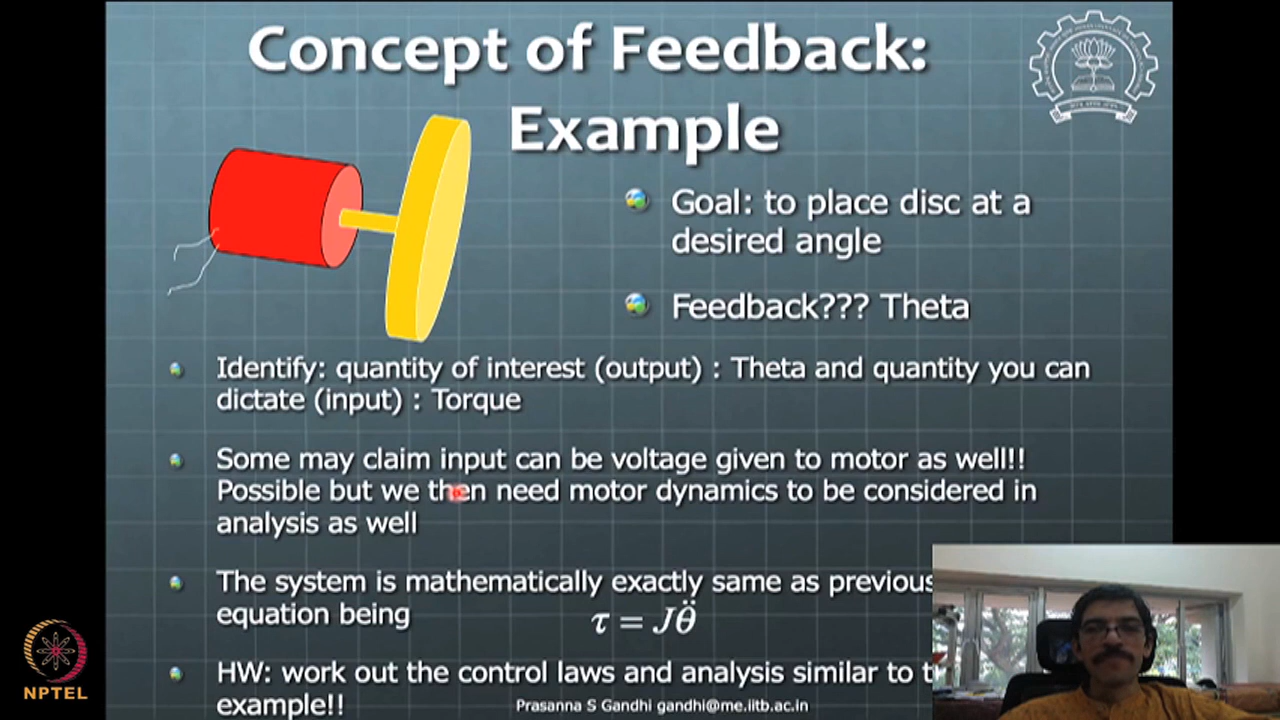 Concept of Feedback:
Example
Goal: to place disc at a
desired angle
Feedback??? Theta
Identify: quantity of interest (output) : Theta and quantity you can
dictate (input) : Torque
Some may claim input can be voltage given to motor as well!!
Possible but we then need motor dynamics to be considered in
analysis as well
The system is mathematically exactly same as previous
equation being
τ = Jθ̈
HW: work out the control laws and analysis similar to
example!!
Prasanna S Gandhi gandhi@me.iitb.ac.in
NPTEL